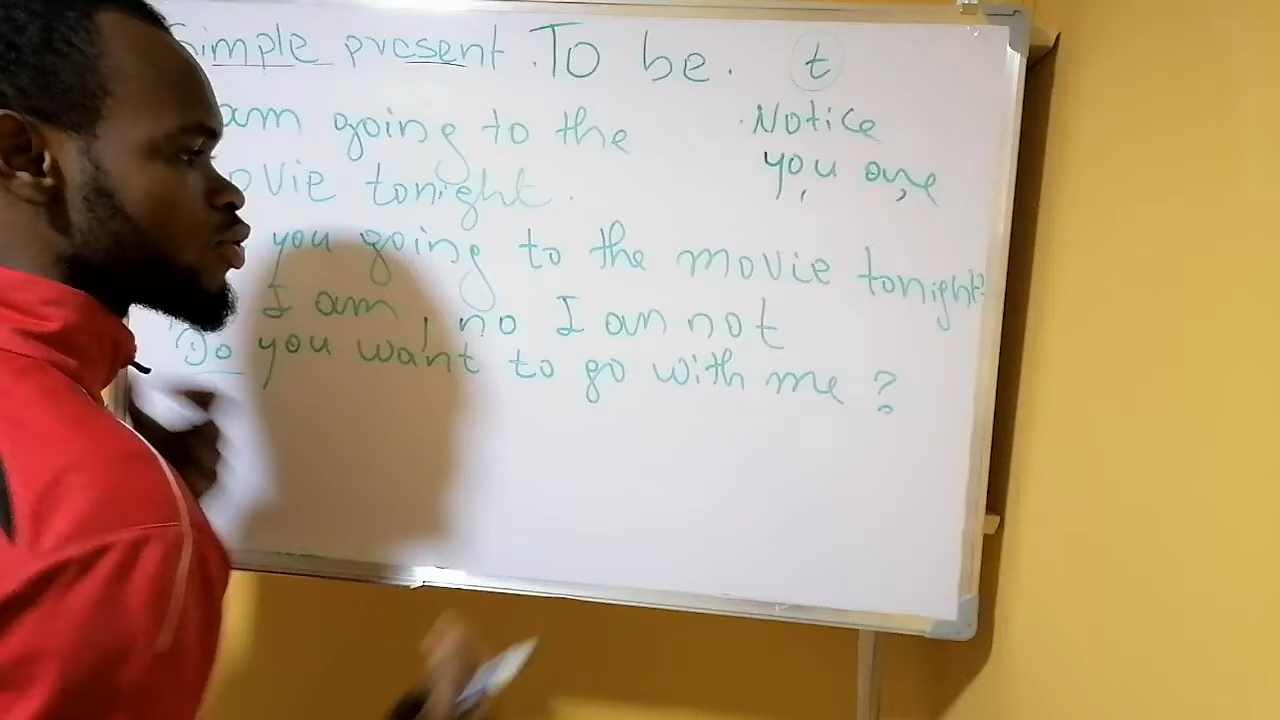 Simple present . To be . t
am going to the
ovie tonight .
you going to the movie tonight?
I am , no I am not
Do you want to go with me ?
Notice
you are